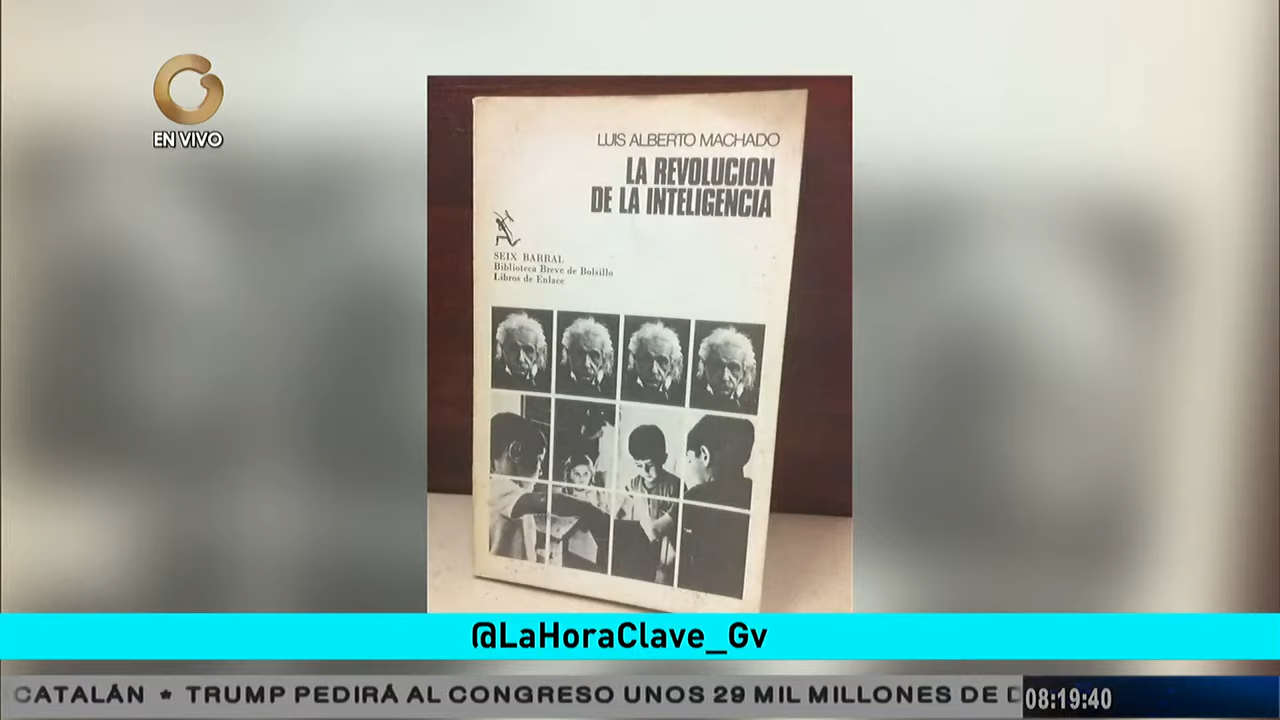 EN VIVO
LUIS ALBERTO MACHADO
LA REVOLUCION
DE LA INTELIGENCIA
SEIX BARRAL
Biblioteca Breve de Bolsillo
Libros de Enlace
@LaHoraClave_Gv
CATALÁN * TRUMP PEDIRÁ AL CONGRESO UNOS 29 MIL MILLONES DE
08:19:40